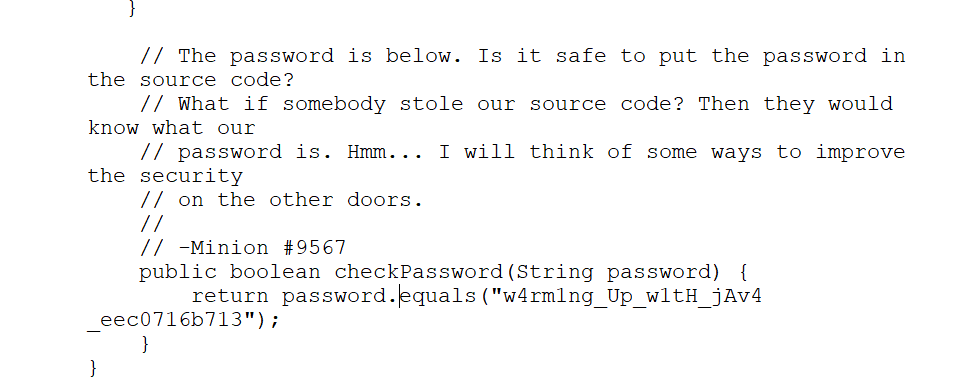 }
// The password is below. Is it safe to put the password in
the source code?
// What if somebody stole our source code? Then they would
know what our
// password is. Hmm... I will think of some ways to improve
the security
// on the other doors.
//
// -Minion #9567
public boolean checkPassword(String password) {
return password.equals("w4rm1ng_Up_w1tH_jAv4
_eec0716b713");
}
}